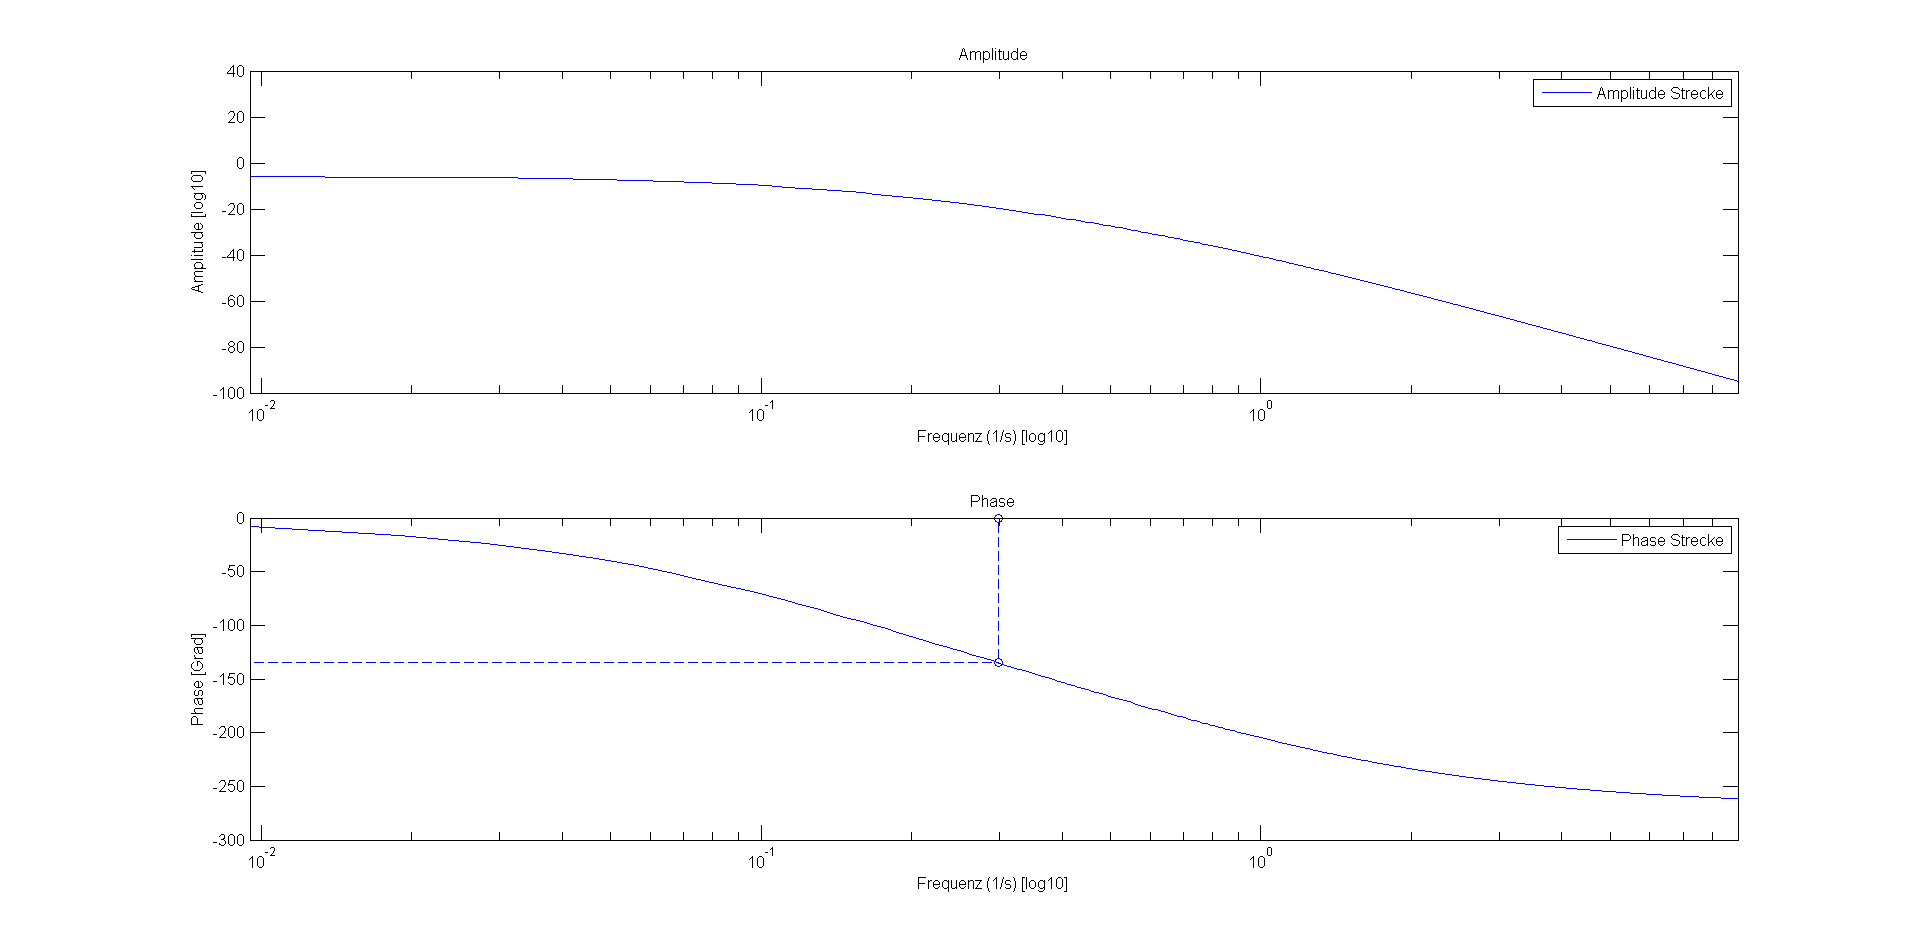 Amplitude
40
20
0
-20
-40
-60
-80
-100
Amplitude [log10]
Amplitude Strecke
10^-2
10^-1
10^0
Frequenz (1/s) [log10]
Phase
0
-50
-100
-150
-200
-250
-300
Phase [Grad]
Phase Strecke
10^-2
10^-1
10^0
Frequenz (1/s) [log10]